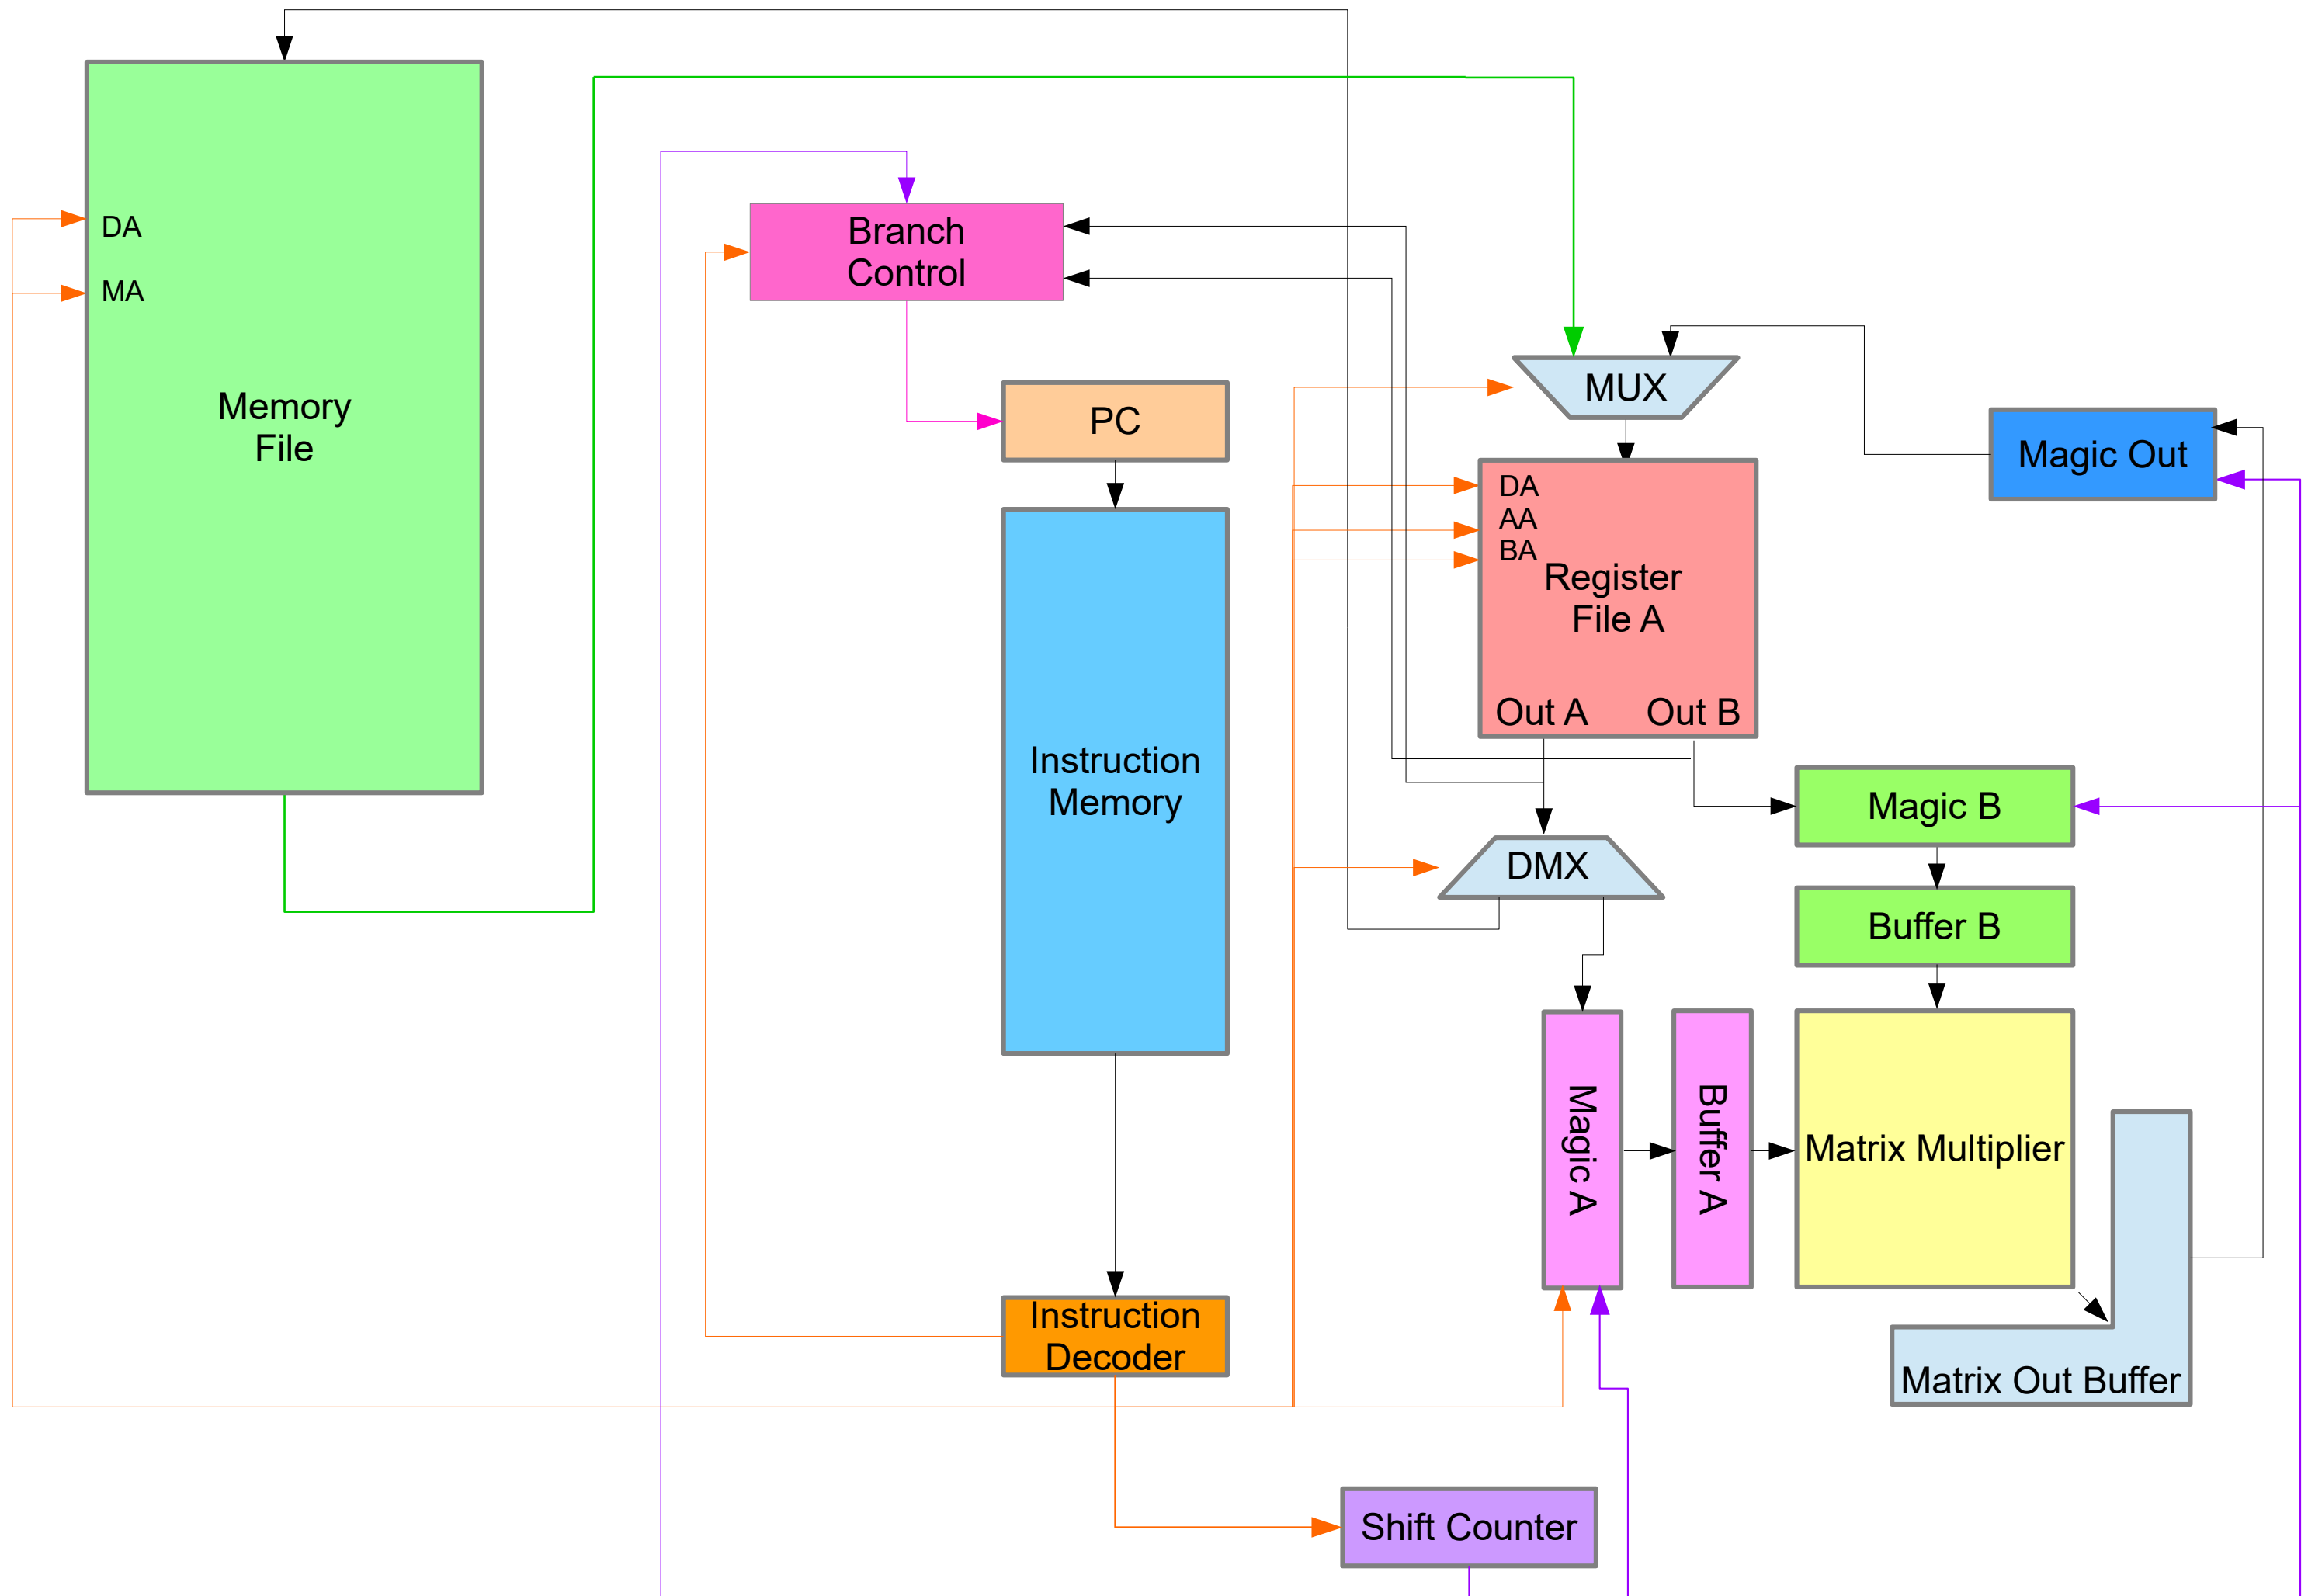 DA
MA
Memory
File
Branch
Control
PC
Instruction
Memory
Instruction
Decoder
MUX
DA
AA
BA
Register
File A
Out A
Out B
DMX
Magic Out
Magic B
Buffer B
Magic A
Buffer A
Matrix Multiplier
Matrix Out Buffer
Shift Counter